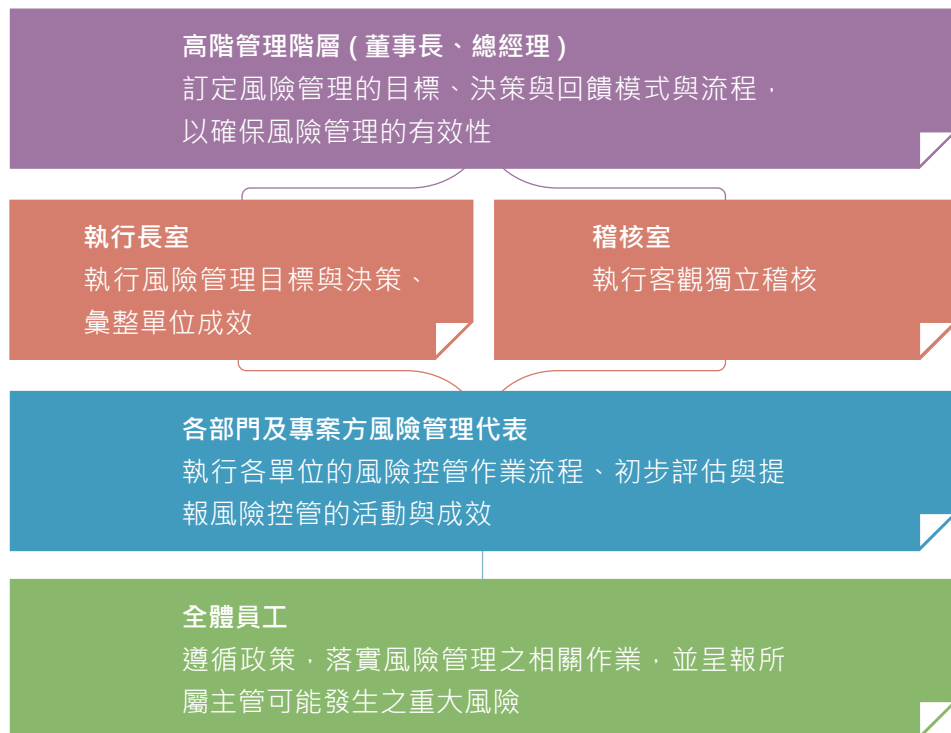 高階管理階層 ( 董事長、總經理 )
訂定風險管理的目標、決策與回饋模式與流程，
以確保風險管理的有效性
執行長室
執行風險管理目標與決策、
彙整單位成效
稽核室
執行客觀獨立稽核
各部門及專案方風險管理代表
執行各單位的風險控管作業流程、初步評估與提
報風險控管的活動與成效
全體員工
遵循政策，落實風險管理之相關作業，並呈報所
屬主管可能發生之重大風險